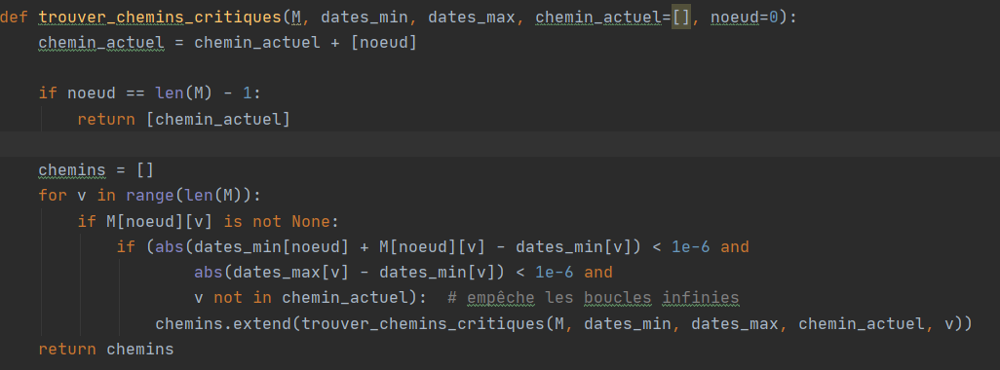 def trouver_chemins_critiques(M, dates_min, dates_max, chemin_actuel=[], noeud=0):
    chemin_actuel = chemin_actuel + [noeud]
    if noeud == len(M) - 1:
        return [chemin_actuel]
    chemins = []
    for v in range(len(M)):
        if M[noeud][v] is not None:
            if (abs(dates_min[noeud] + M[noeud][v] - dates_min[v]) < 1e-6 and
                    abs(dates_max[v] - dates_min[v]) < 1e-6 and
                    v not in chemin_actuel):  # empêche les boucles infinies
                chemins.extend(trouver_chemins_critiques(M, dates_min, dates_max, chemin_actuel, v))
    return chemins